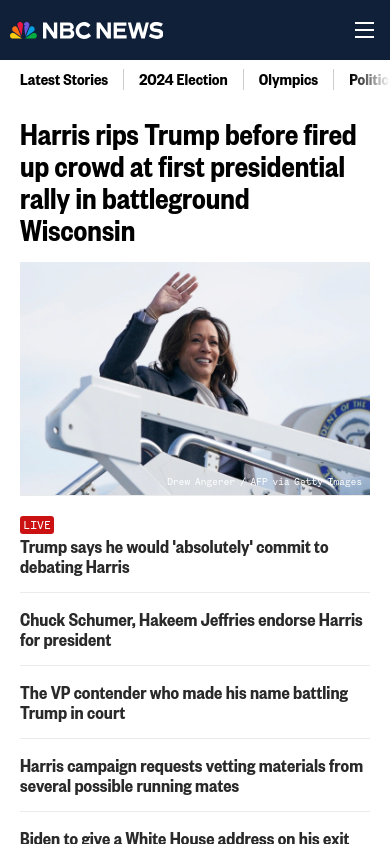 NBC NEWS
Latest Stories
2024 Election
Olympics
Politic
Harris rips Trump before fired
up crowd at first presidential
rally in battleground
Wisconsin
Drew Angerer / AFP via Getty Images
LIVE
Trump says he would 'absolutely' commit to
debating Harris
Chuck Schumer, Hakeem Jeffries endorse Harris
for president
The VP contender who made his name battling
Trump in court
Harris campaign requests vetting materials from
several possible running mates
Biden to give a White House address on his exit